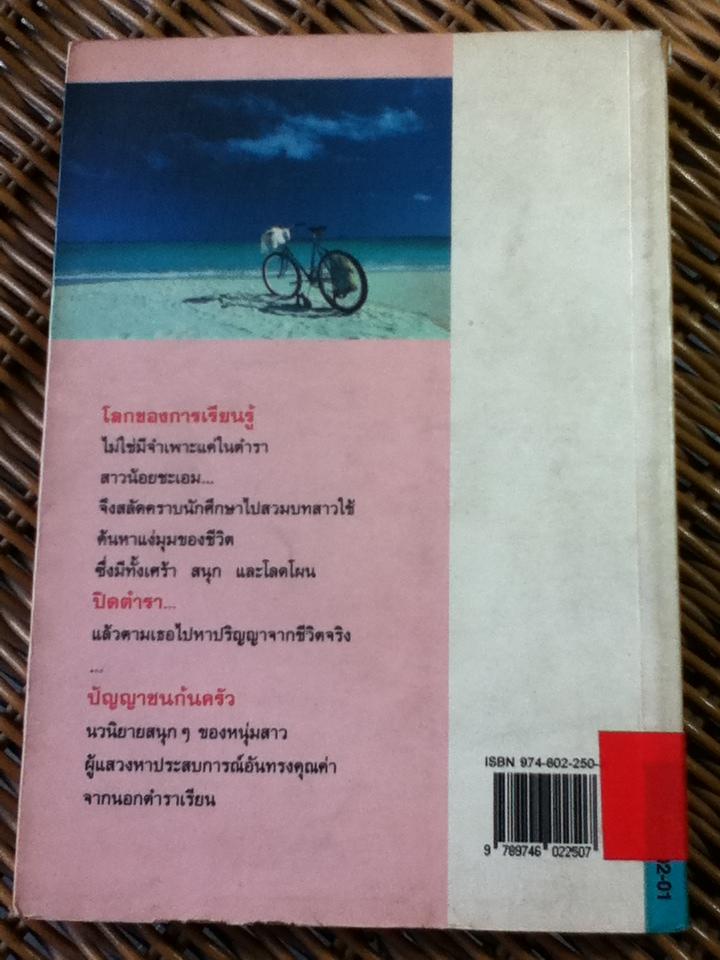 โลกของการเรียนรู้
ไม่ใช่มีจำเพาะแค่ในตำรา
สาวน้อยชะเอม...
จึงสลัดคราบนักศึกษาไปสวมบทสาวใช้
ค้นหาแง่มุมของชีวิต
ซึ่งมีทั้งเศร้า สนุก และโลดโผน
ปิดตำรา...
แล้วตามเธอไปหาปริญญาจากชีวิตจริง
...
ปัญญาชนก้นครัว
นวนิยายสนุก ๆ ของหนุ่มสาว
ผู้แสวงหาประสบการณ์อันทรงคุณค่า
จากนอกตำราเรียน
ISBN 974-602-250-
9 789746 022507
02-01